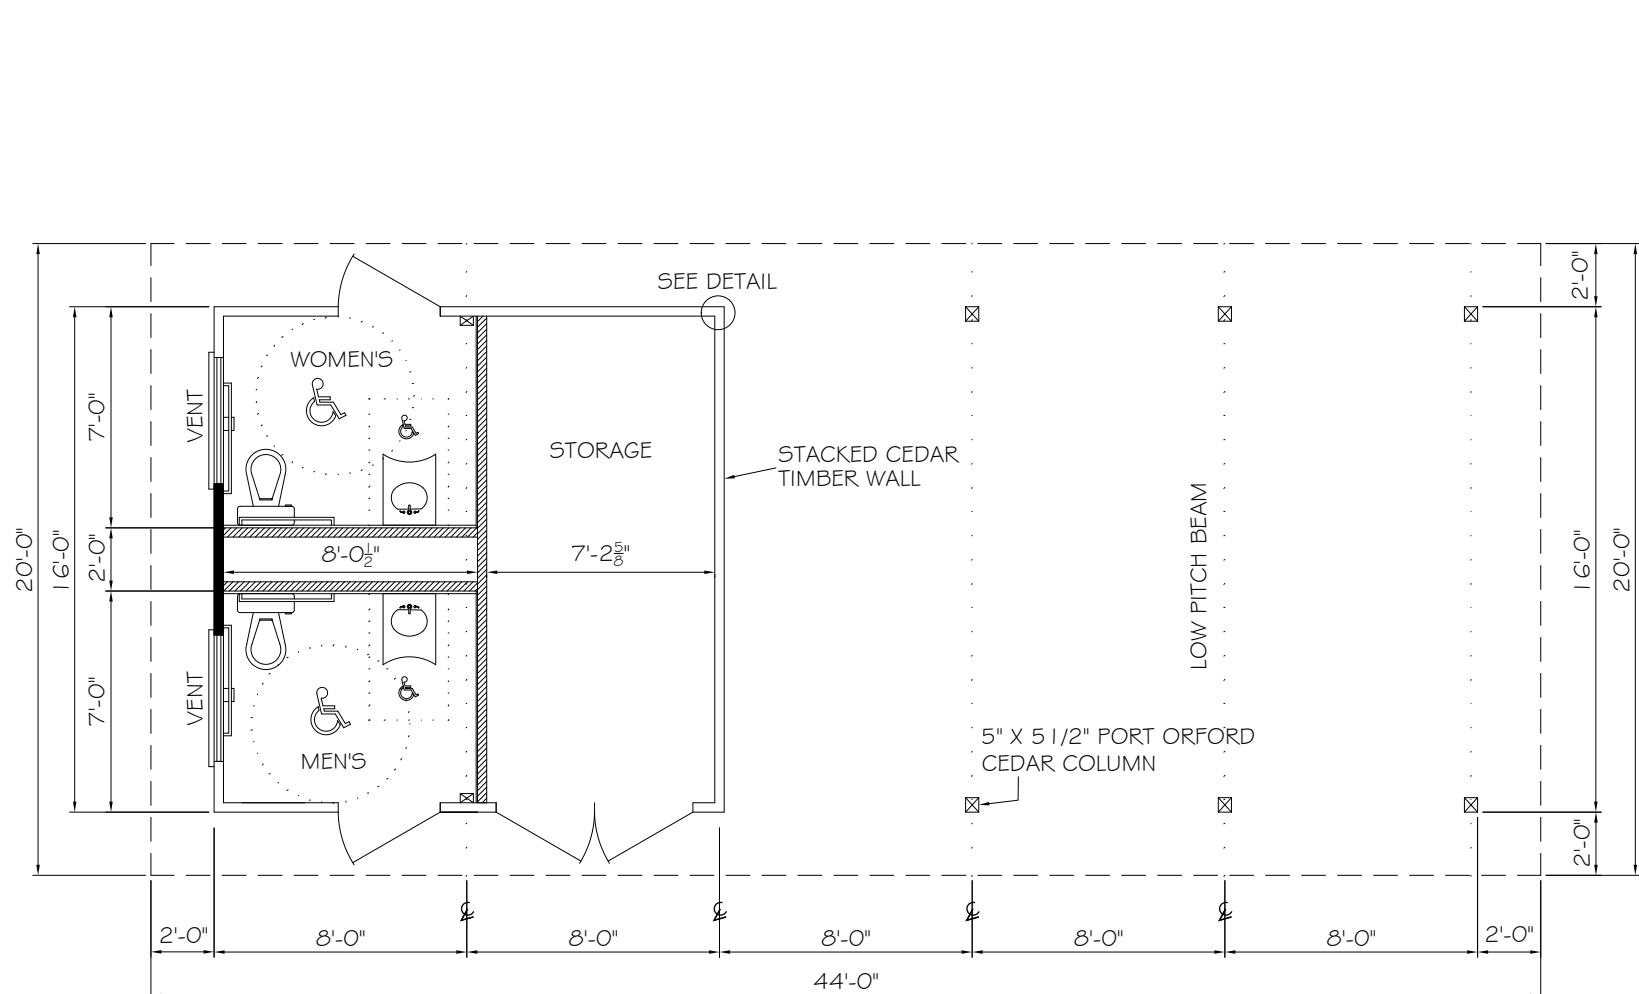 SEE DETAIL
2'-0"
WOMEN'S
VENT
7'-0"
STORAGE
STACKED CEDAR
TIMBER WALL
LOW PITCH BEAM
20'-0"
16'-0"
2'-0"
8'-0½"
7'-2⅝"
16'-0"
20'-0"
VENT
7'-0"
MEN'S
5" X 5 1/2" PORT ORFORD
CEDAR COLUMN
2'-0"
℄ ℄ ℄ ℄
2'-0" 8'-0" 8'-0" 8'-0" 8'-0" 8'-0" 2'-0"
44'-0"